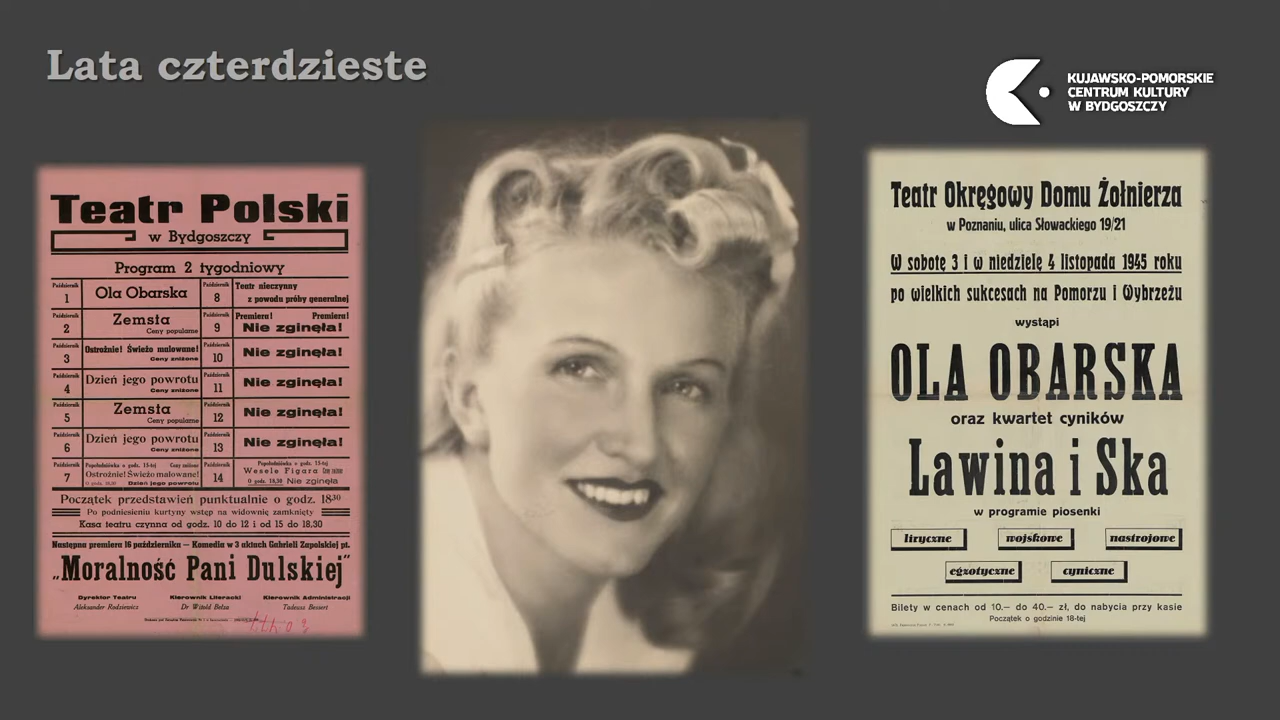 Lata czterdzieste
KUJAWSKO-POMORSKIE
CENTRUM KULTURY
W BYDGOSZCZY
Teatr Polski
w Bydgoszczy
Program 2 tygodniowy
Październik 1 Ola Obarska
Październik 2 Zemsta Ceny popularne
Październik 3 Ostrożnie! Świeżo malowane! Ceny zniżone
Październik 4 Dzień jego powrotu Ceny zniżone
Październik 5 Zemsta Ceny popularne
Październik 6 Dzień jego powrotu Ceny zniżone
Październik 7 Popołudniówka o godz. 15-tej Ceny zniżone
Ostrożnie! Świeżo malowane!
O godz. 18,30 Dzień jego powrotu
Październik 8 Teatr nieczynny
z powodu próby generalnej
Październik 9 Premiera! Premiera!
Nie zginęła!
Październik 10 Nie zginęła!
Październik 11 Nie zginęła!
Październik 12 Nie zginęła!
Październik 13 Nie zginęła!
Październik 14 Popołudniówka o godz. 15-tej
Wesele Figara
O godz. 18,30 Nie zginęła
Początek przedstawień punktualnie o godz. 18³⁰
Po podniesieniu kurtyny wstęp na widownię zamknięty
Kasa teatru czynna od godz. 10 do 12 i od 15 do 18,30
Następna premiera 16 października — Komedia w 3 aktach Gabrieli Zapolskiej pt.
„Moralność Pani Dulskiej”
Dyrektor Teatru Kierownik Literacki Kierownik Administracji
Aleksander Rodziewicz Dr Witold Bełza Tadeusz Bessert
Teatr Okręgowy Domu Żołnierza
w Poznaniu, ulica Słowackiego 19/21
W sobotę 3 i w niedzielę 4 listopada 1945 roku
po wielkich sukcesach na Pomorzu i Wybrzeżu
wystąpi
OLA OBARSKA
oraz kwartet cyników
Lawina i Ska
w programie piosenki
liryczne wojskowe nastrojowe
egzotyczne cyniczne
Bilety w cenach od 10.— do 40.— zł, do nabycia przy kasie
Początek o godzinie 18-tej